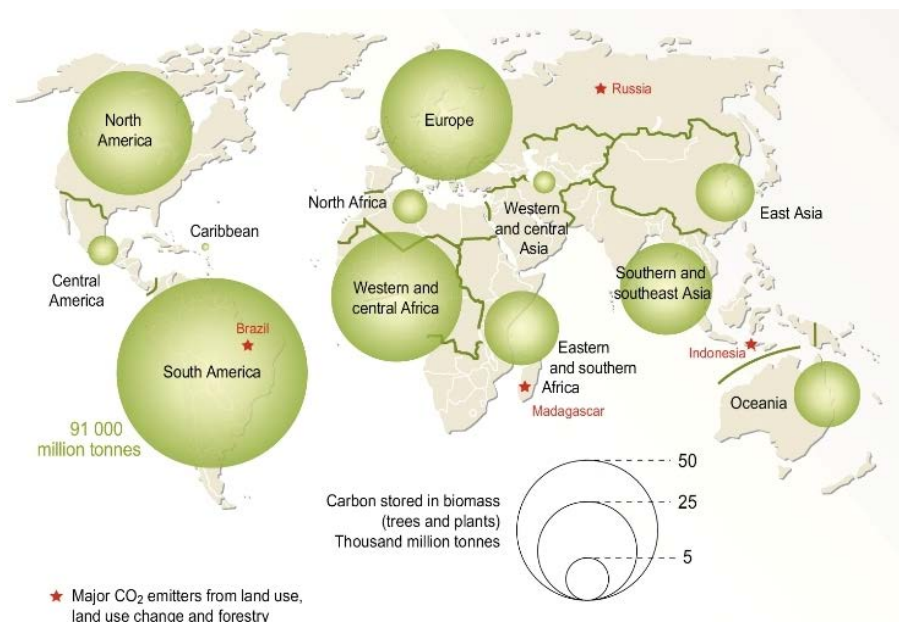 North
America
Europe
Russia
North Africa
Western
and central
Asia
East Asia
Caribbean
Central
America
Western and
central Africa
Southern and
southeast Asia
Brazil
South America
Indonesia
Eastern
and southern
Africa
Madagascar
Oceania
91 000
million tonnes
Carbon stored in biomass
(trees and plants)
Thousand million tonnes
50
25
5
★ Major CO₂ emitters from land use,
land use change and forestry